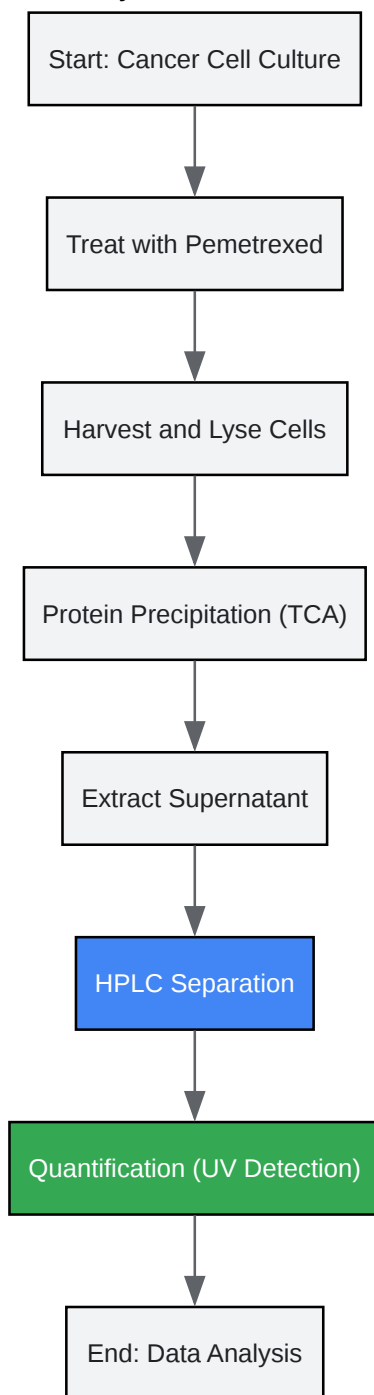 Start: Cancer Cell Culture
Treat with Pemetrexed
Harvest and Lyse Cells
Protein Precipitation (TCA)
Extract Supernatant
HPLC Separation
Quantification (UV Detection)
End: Data Analysis